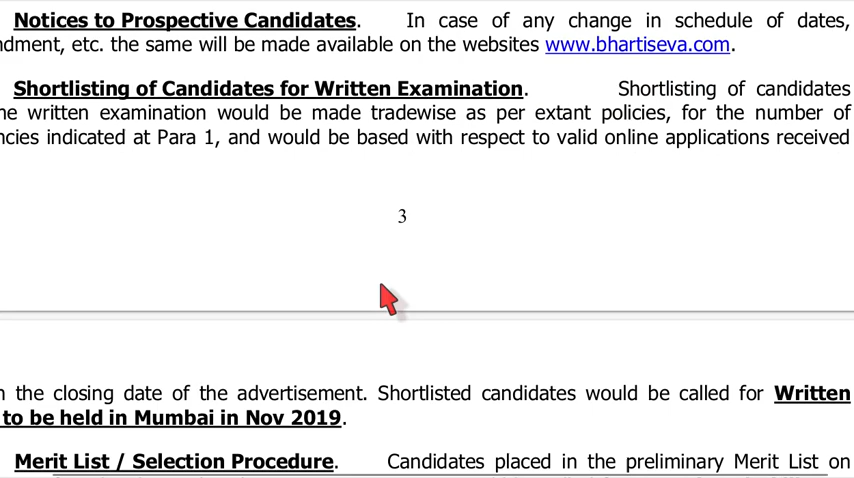 Notices to Prospective Candidates. In case of any change in schedule of dates,
etc. the same will be made available on the websites www.bhartiseva.com.
Shortlisting of Candidates for Written Examination. Shortlisting of candidates
written examination would be made tradewise as per extant policies, for the number of
indicated at Para 1, and would be based with respect to valid online applications received
3
the closing date of the advertisement. Shortlisted candidates would be called for Written
to be held in Mumbai in Nov 2019.
Merit List / Selection Procedure. Candidates placed in the preliminary Merit List on